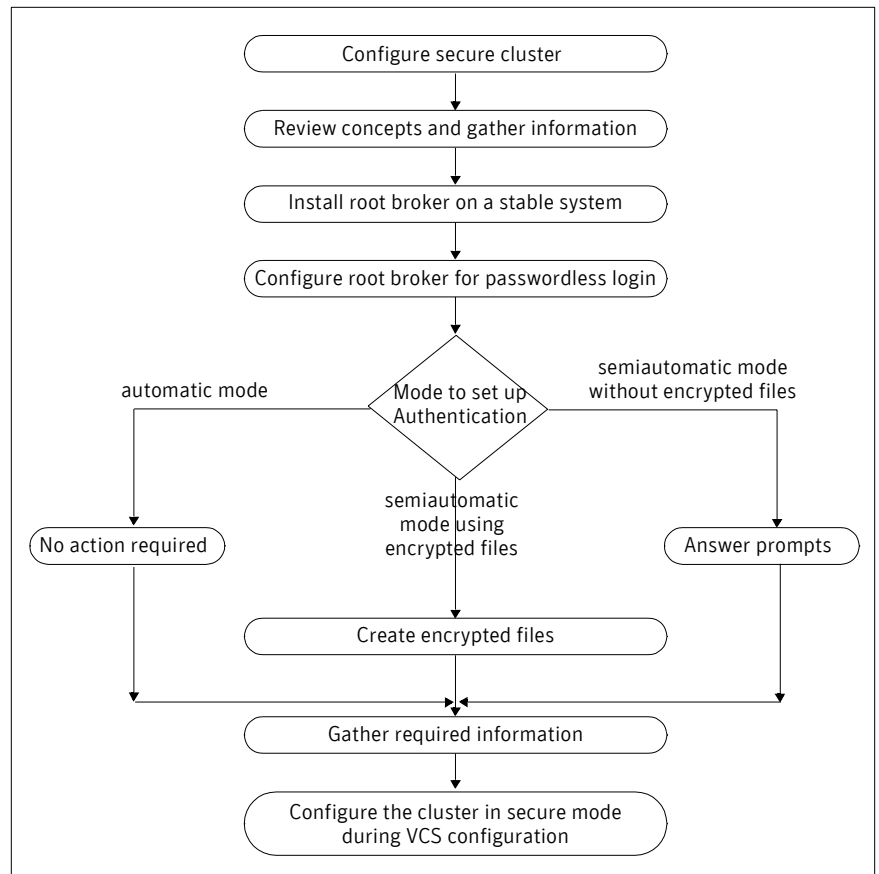 Configure secure cluster
Review concepts and gather information
Install root broker on a stable system
Configure root broker for passwordless login
automatic mode
Mode to set up
Authentication
semiautomatic mode
without encrypted files
semiautomatic
mode using
encrypted files
No action required
Answer prompts
Create encrypted files
Gather required information
Configure the cluster in secure mode
during VCS configuration